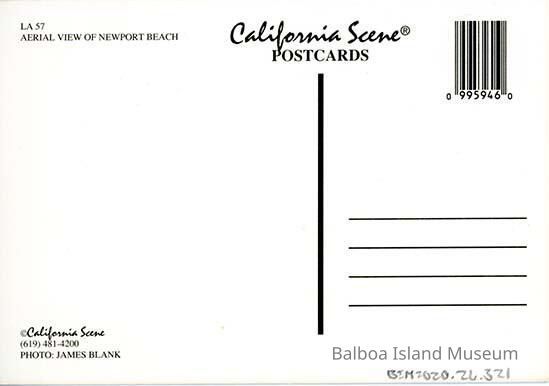 LA 57
AERIAL VIEW OF NEWPORT BEACH
California Scene®
POSTCARDS
0 995946 0
©California Scene
(619) 481-4200
PHOTO: JAMES BLANK
Balboa Island Museum
BIM2020.26.321